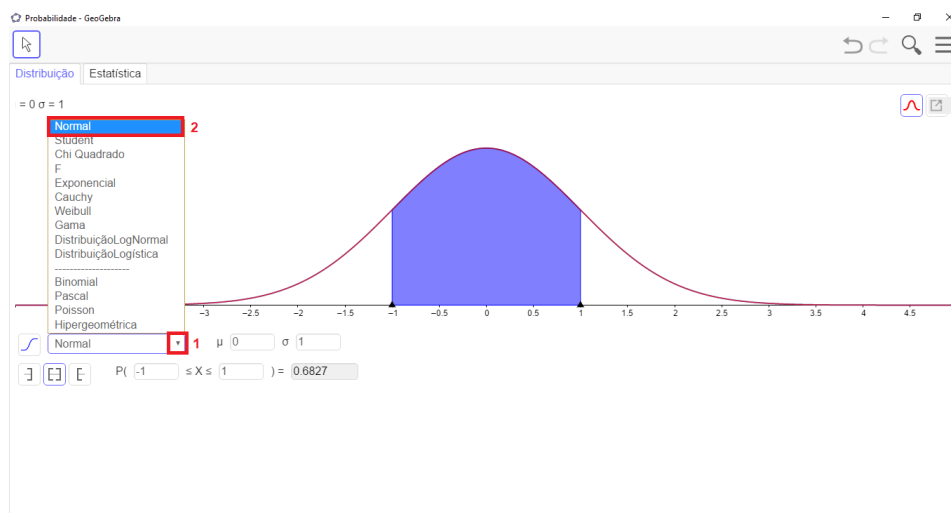 Probabilidade - GeoGebra
Distribuição Estatística
= 0 σ = 1
Normal 2
Student
Chi Quadrado
F
Exponencial
Cauchy
Weibull
Gama
DistribuiçãoLogNormal
DistribuiçãoLogística
--------------------
Binomial
Pascal
Poisson
Hipergeométrica
-3 -2.5 -2 -1.5 -1 -0.5 0 0.5 1 1.5 2 2.5 3 3.5 4 4.5
Normal 1 μ 0 σ 1
P( -1 ≤ X ≤ 1 ) = 0.6827